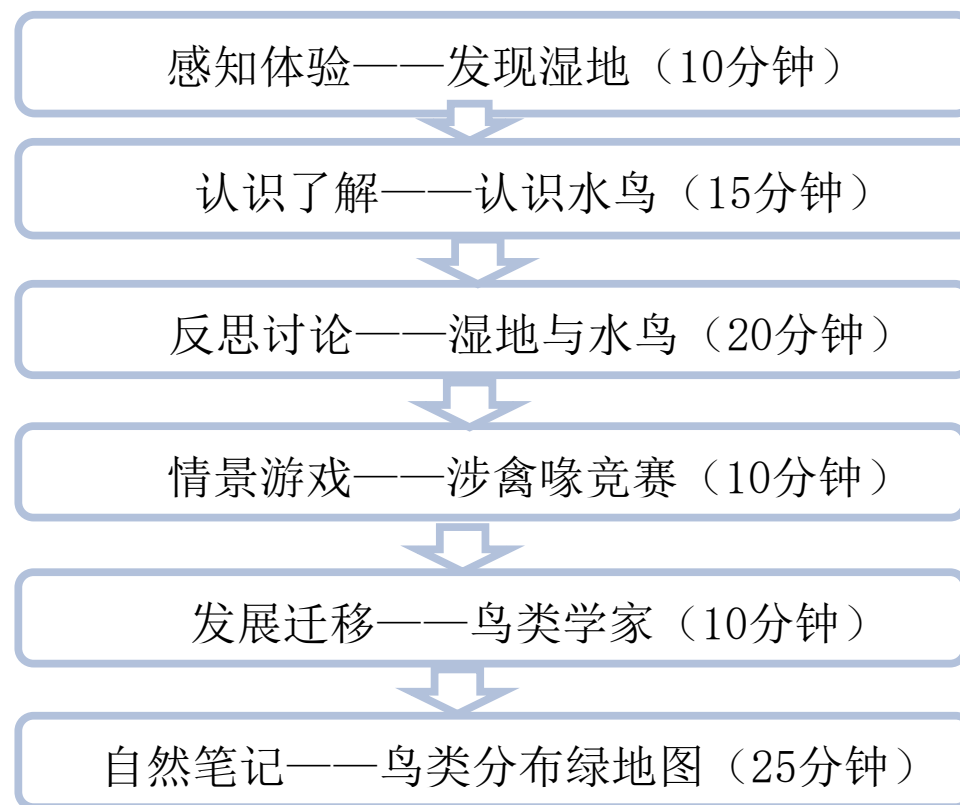 感知体验——发现湿地（10分钟）
认识了解——认识水鸟（15分钟）
反思讨论——湿地与水鸟（20分钟）
情景游戏——涉禽喙竞赛（10分钟）
发展迁移——鸟类学家（10分钟）
自然笔记——鸟类分布绿地图（25分钟）